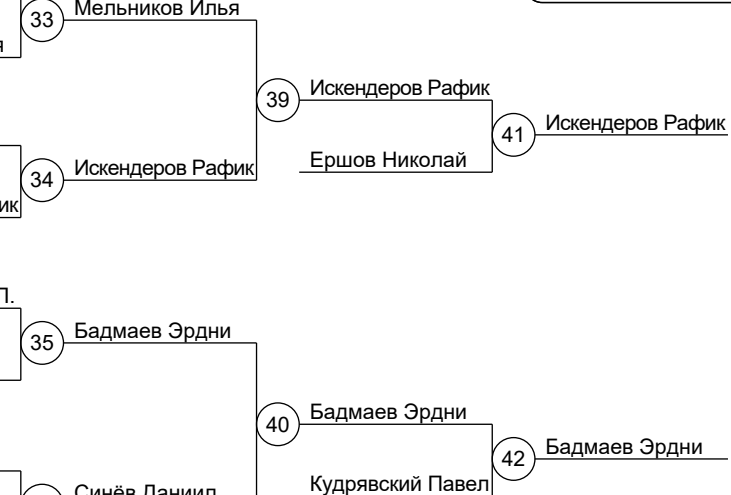 33
Мельников Илья
39
Искендеров Рафик
41
Искендеров Рафик
34
Искендеров Рафик
Ершов Николай
ик
П.
35
Бадмаев Эрдни
40
Бадмаев Эрдни
42
Бадмаев Эрдни
Кудрявский Павел
Синёв Даниил